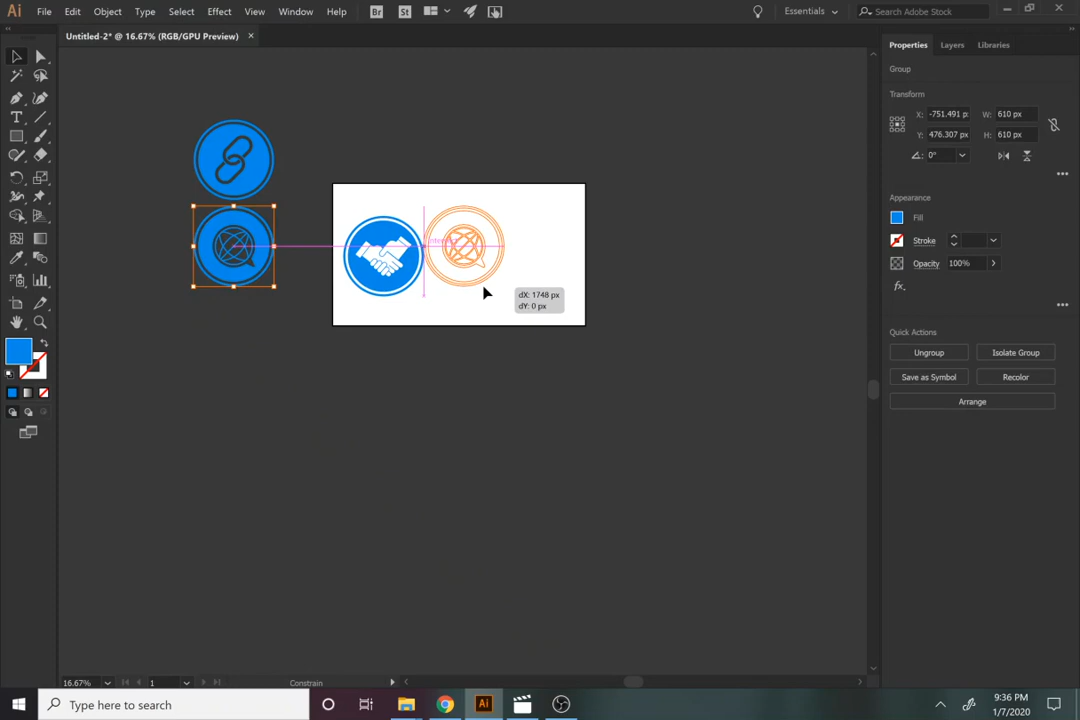 Ai File Edit Object Type Select Effect View Window Help Br St Essentials Search Adobe Stock
Untitled-2* @ 16.67% (RGB/GPU Preview) ×
Properties Layers Libraries
Group
Transform
X: -751.491 p W: 610 px
Y: 476.307 px H: 610 px
0°
Appearance
Fill
Stroke
Opacity 100%
fx.
Quick Actions
Ungroup Isolate Group
Save as Symbol Recolor
Arrange
dX: 1748 px
dY: 0 px
16.67% 1 Constrain
Type here to search
Ai
9:36 PM
1/7/2020